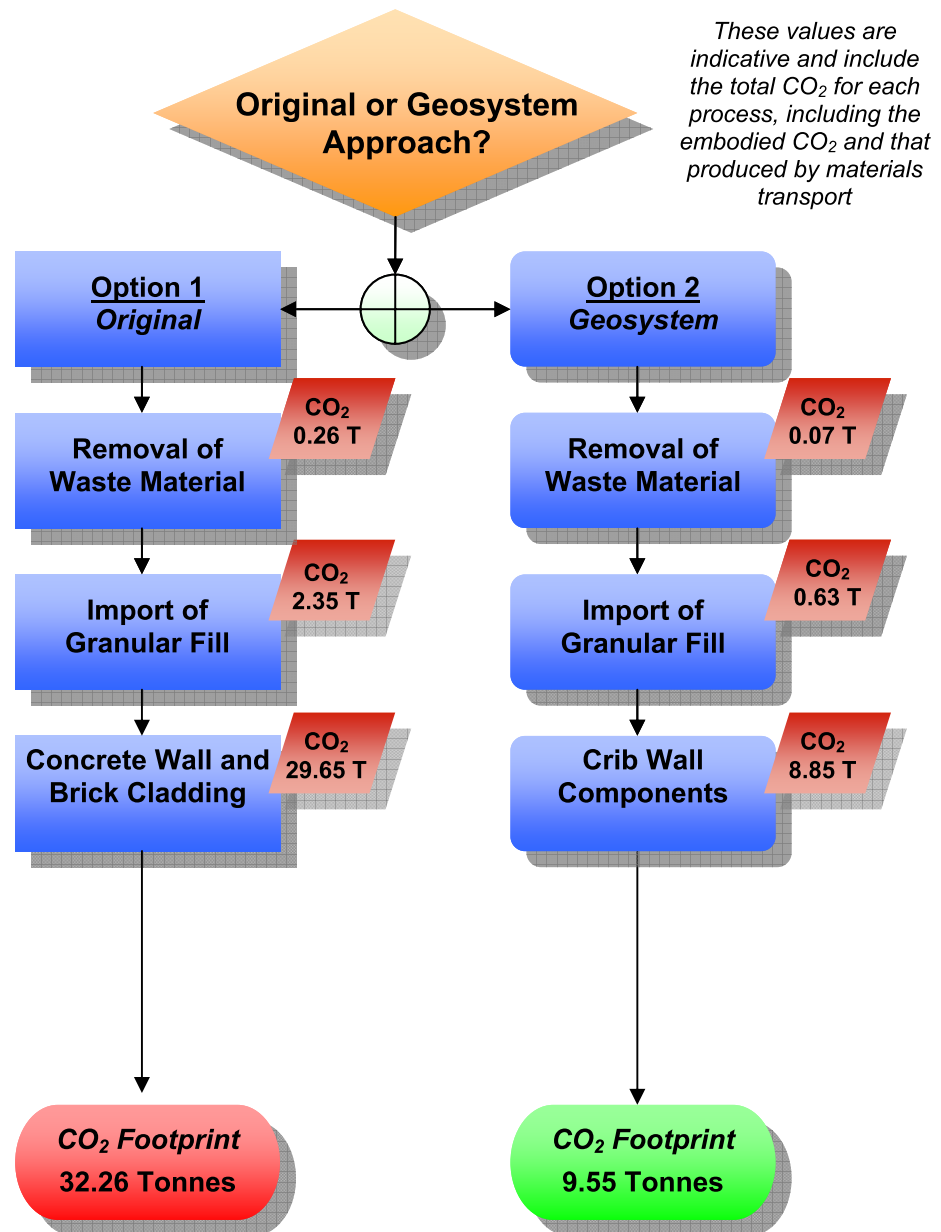 Original or Geosystem
Approach?
These values are
indicative and include
the total CO₂ for each
process, including the
embodied CO₂ and that
produced by materials
transport
Option 1
Original
Removal of
Waste Material
CO₂
0.26 T
Import of
Granular Fill
CO₂
2.35 T
Concrete Wall and
Brick Cladding
CO₂
29.65 T
CO₂ Footprint
32.26 Tonnes
Option 2
Geosystem
Removal of
Waste Material
CO₂
0.07 T
Import of
Granular Fill
CO₂
0.63 T
Crib Wall
Components
CO₂
8.85 T
CO₂ Footprint
9.55 Tonnes